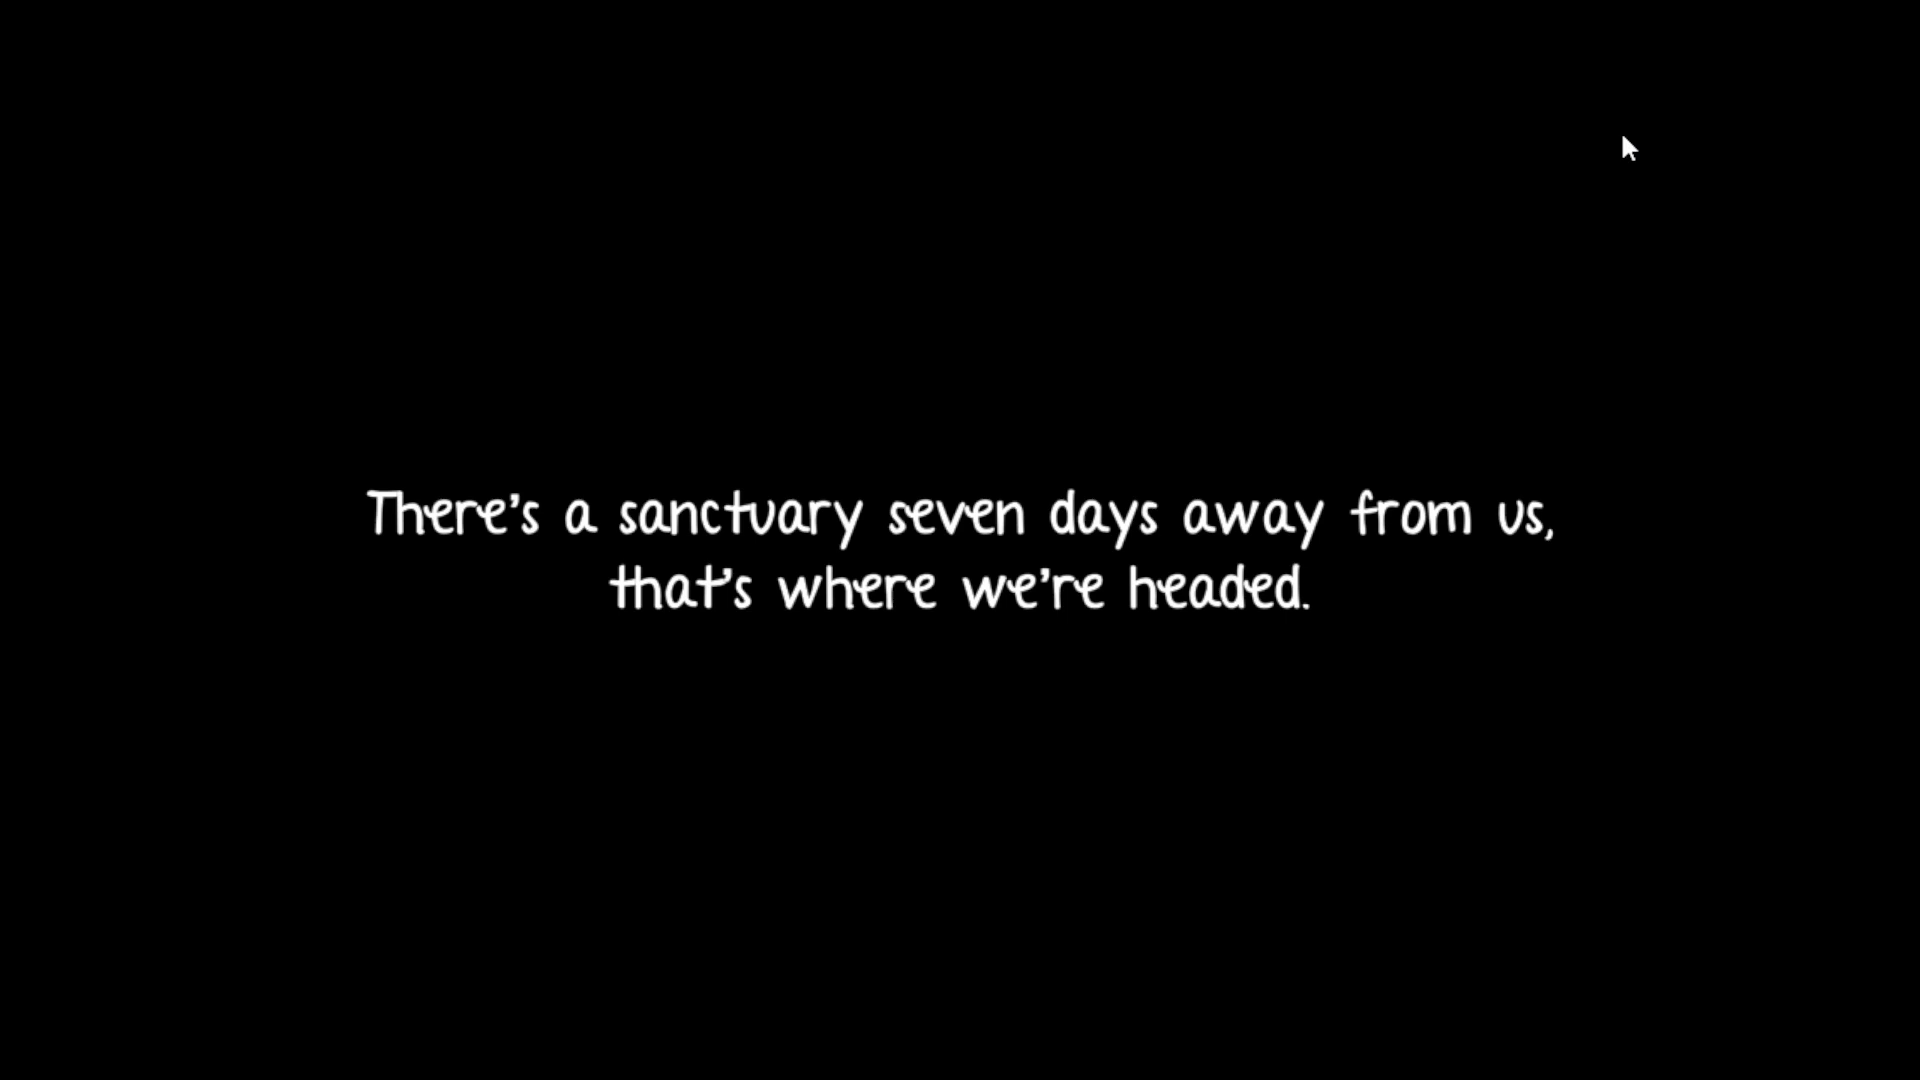 There's a sanctuary seven days away from us,
that's where we're headed.